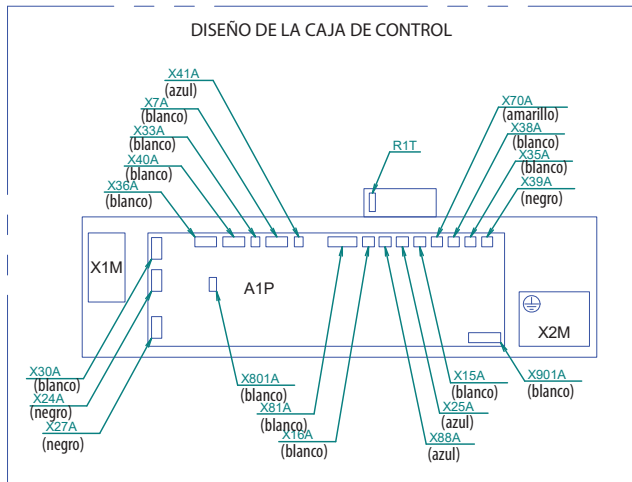 DISEÑO DE LA CAJA DE CONTROL
X41A
(azul)
X7A
(blanco)
X33A
(blanco)
X40A
(blanco)
X36A
(blanco)
R1T
X70A
(amarillo)
X38A
(blanco)
X35A
(blanco)
X39A
(negro)
X1M
A1P
X2M
X30A
(blanco)
X24A
(negro)
X27A
(negro)
X801A
(blanco)
X81A
(blanco)
X16A
(blanco)
X15A
(blanco)
X25A
(azul)
X88A
(azul)
X901A
(blanco)